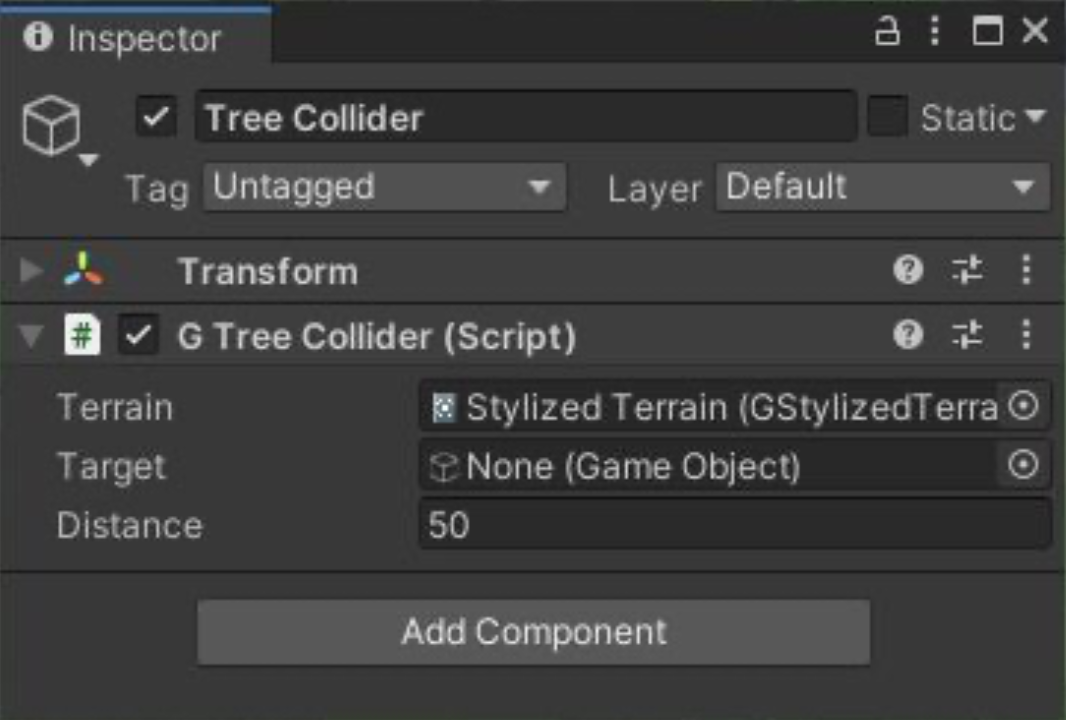 Inspector
Tree Collider
Static
Tag Untagged Layer Default
Transform
# G Tree Collider (Script)
Terrain Stylized Terrain (GStylizedTerra
Target None (Game Object)
Distance 50
Add Component